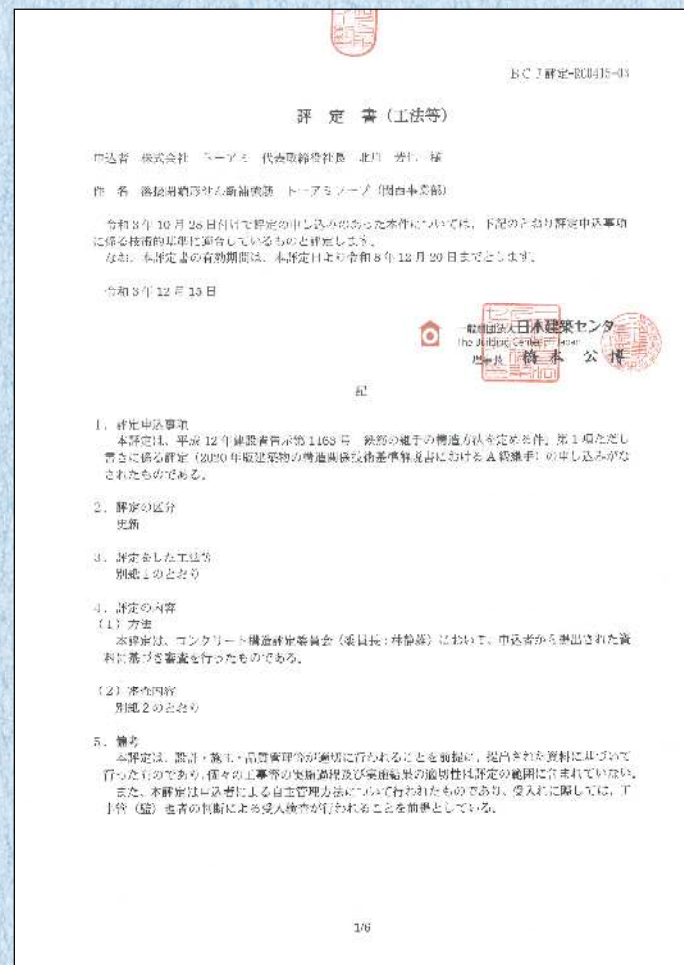 BCJ評定-RC0415-03
評 定 書（工法等）
申込者 株式会社 トーアミ 代表取締役社長 北川 芳仁 様
件 名 溶接閉鎖形せん断補強筋 トーアミフープ（関西事業部）
令和3年10月28日付けで評定の申し込みのあった本件については、下記のとおり評定申込事項
に係る技術的基準に適合しているものと評定します。
なお、本評定書の有効期間は、本評定日より令和8年12月20日までとします。
令和3年12月15日
一般財団法人 日本建築センター
The Building Center of Japan
理事長 橋本 公博
記
1. 評定申込事項
本評定は、平成12年建設省告示第1463号 鉄筋の継手の構造方法を定める件」第1項ただし
書きに係る評定（2020年版建築物の構造関係技術基準解説書におけるA級継手）の申し込みがな
されたものである。
2. 評定の区分
更新
3. 評定をした工法等
別紙1のとおり
4. 評定の内容
（1）方法
本評定は、コンクリート構造評定委員会（委員長：林静雄）において、申込者から提出された資
料に基づき審査を行ったものである。
（2）審査内容
別紙2のとおり
5. 備考
本評定は、設計・施工・品質管理等が適切に行われることを前提に、提出された資料に基づいて
行ったものであり、個々の工事等の実施過程及び実施結果の適切性は評定の範囲に含まれていない。
また、本評定は申込者による自主管理方法について行われたものであり、受入れに際しては、工
事管（監）理者の判断による受入検査が行われることを前提としている。
1/6